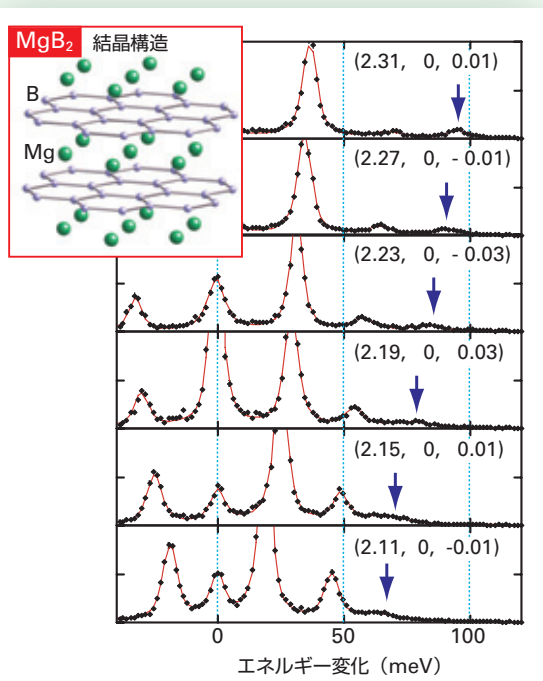 MgB₂ 結晶構造
B
Mg
(2.31, 0, 0.01)
(2.27, 0, - 0.01)
(2.23, 0, - 0.03)
(2.19, 0, 0.03)
(2.15, 0, 0.01)
(2.11, 0, -0.01)
0 50 100
エネルギー変化（meV）